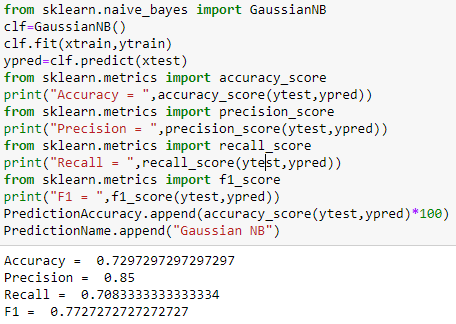 from sklearn.naive_bayes import GaussianNB
clf=GaussianNB()
clf.fit(xtrain,ytrain)
ypred=clf.predict(xtest)
from sklearn.metrics import accuracy_score
print("Accuracy = ",accuracy_score(ytest,ypred))
from sklearn.metrics import precision_score
print("Precision = ",precision_score(ytest,ypred))
from sklearn.metrics import recall_score
print("Recall = ",recall_score(ytest,ypred))
from sklearn.metrics import f1_score
print("F1 = ",f1_score(ytest,ypred))
PredictionAccuracy.append(accuracy_score(ytest,ypred)*100)
PredictionName.append("Gaussian NB")
Accuracy =  0.7297297297297297
Precision =  0.85
Recall =  0.7083333333333334
F1 =  0.7727272727272727